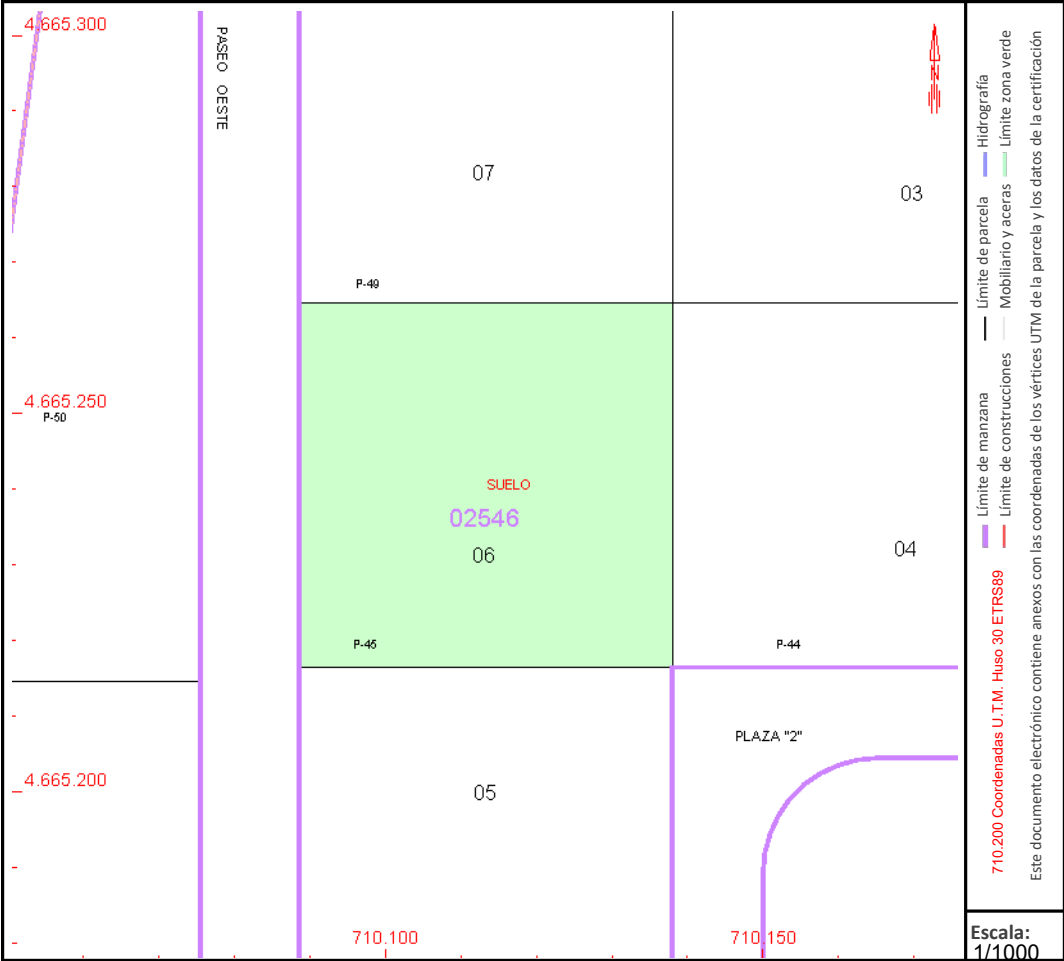 4.665.300
PASEO OESTE
07
03
P-49
4.665.250
P-50
SUELO
02546
06
04
P-45
P-44
PLAZA "2"
4.665.200
05
710.100
710.150
N
710.200 Coordenadas U.T.M. Huso 30 ETRS89
Límite de manzana
Límite de parcela
Hidrografía
Límite de construcciones
Mobiliario y aceras
Límite zona verde
Este documento electrónico contiene anexos con las coordenadas de los vértices UTM de la parcela y los datos de la certificación
Escala:
1/1000